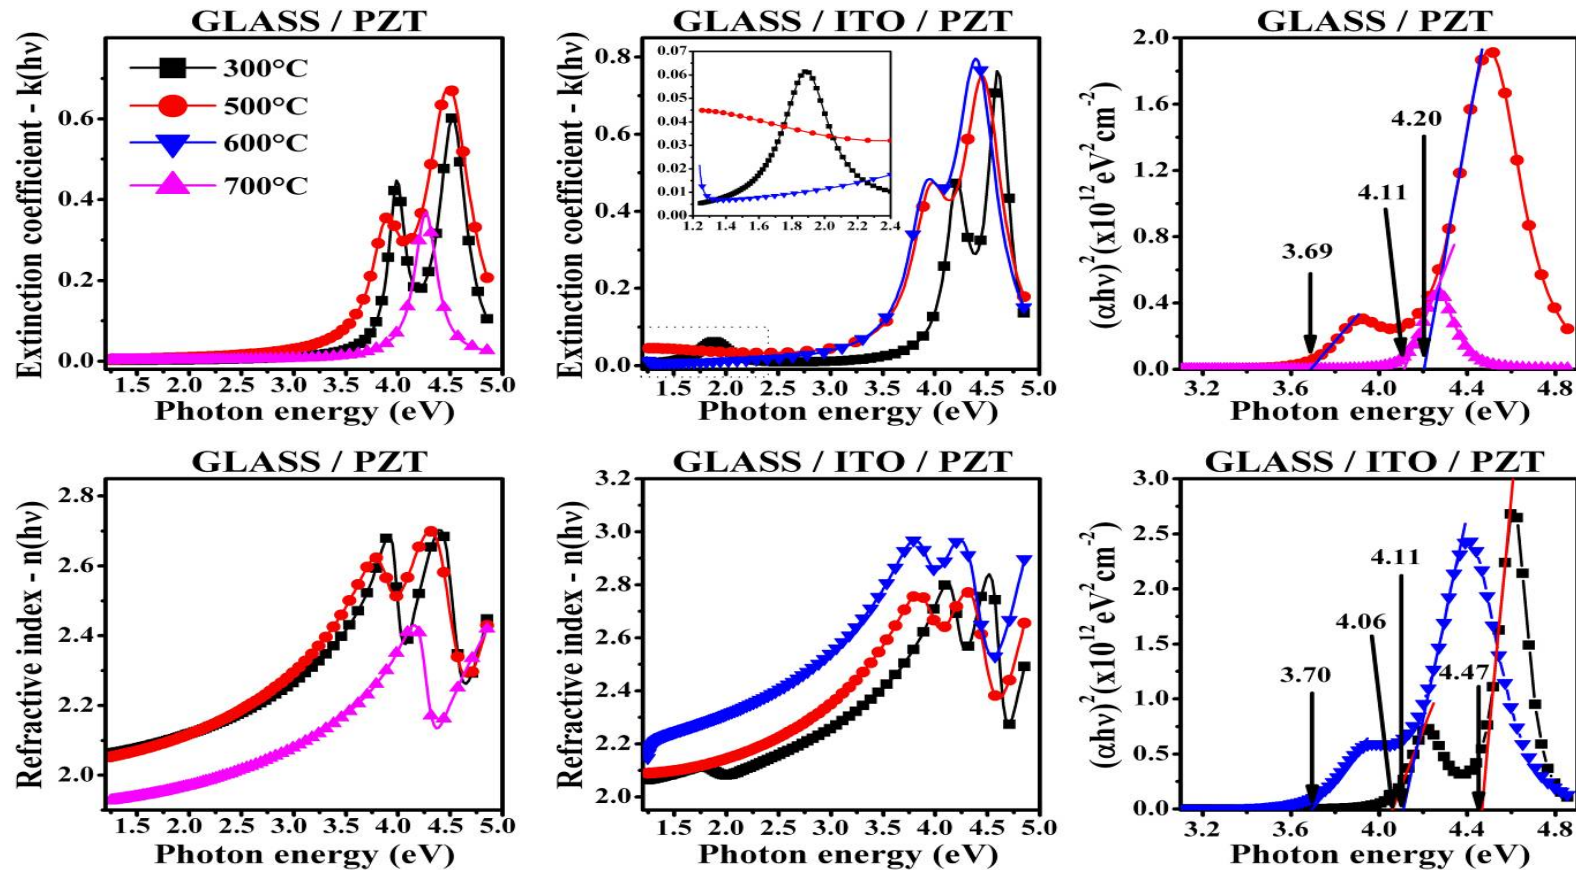 GLASS / PZT
Extinction coefficient - k(hν)
0.6
0.4
0.2
0.0
300°C
500°C
600°C
700°C
1.5 2.0 2.5 3.0 3.5 4.0 4.5 5.0
Photon energy (eV)
GLASS / ITO / PZT
Extinction coefficient - k(hν)
0.8
0.6
0.4
0.2
0.0
0.07
0.06
0.05
0.04
0.03
0.02
0.01
0.00
1.2 1.4 1.6 1.8 2.0 2.2 2.4
1.5 2.0 2.5 3.0 3.5 4.0 4.5 5.0
Photon energy (eV)
GLASS / PZT
(αhν)²(x10¹² eV² cm⁻²)
2.0
1.6
1.2
0.8
0.4
0.0
4.20
4.11
3.69
3.2 3.6 4.0 4.4 4.8
Photon energy (eV)
GLASS / PZT
Refractive index - n(hν)
2.8
2.6
2.4
2.2
2.0
1.5 2.0 2.5 3.0 3.5 4.0 4.5 5.0
Photon energy (eV)
GLASS / ITO / PZT
Refractive index - n(hν)
3.2
3.0
2.8
2.6
2.4
2.2
2.0
1.5 2.0 2.5 3.0 3.5 4.0 4.5 5.0
Photon energy (eV)
GLASS / ITO / PZT
(αhν)²(x10¹² eV² cm⁻²)
3.0
2.5
2.0
1.5
1.0
0.5
0.0
4.11
4.06
3.70
4.47
3.2 3.6 4.0 4.4 4.8
Photon energy (eV)